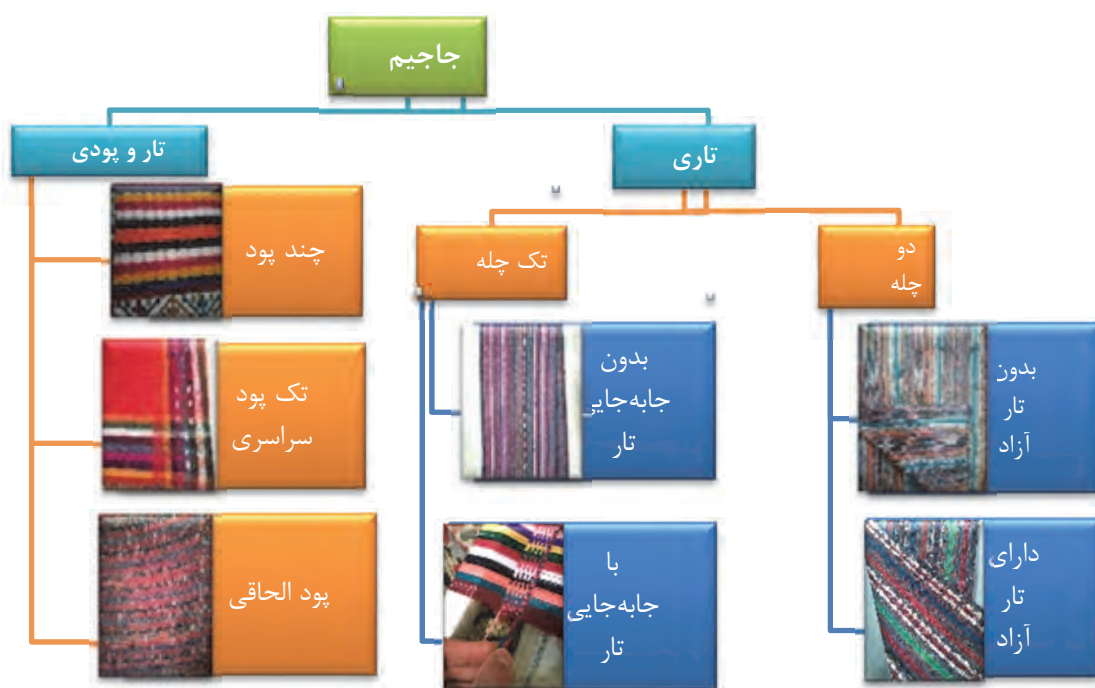 جاجیم
تاری
تار و پودی
دو
چله
تک چله
بدون
تار
آزاد
دارای
تار
آزاد
بدون
جابه‌جایی
تار
با
جابه‌جایی
تار
چند پود
تک پود
سراسری
پود الحاقی